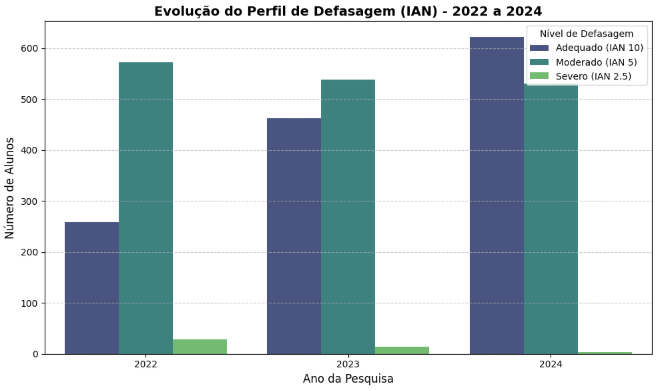 Evolução do Perfil de Defasagem (IAN) - 2022 a 2024
Nível de Defasagem
Adequado (IAN 10)
Moderado (IAN 5)
Severo (IAN 2.5)
Número de Alunos
600
500
400
300
200
100
0
2022
2023
2024
Ano da Pesquisa